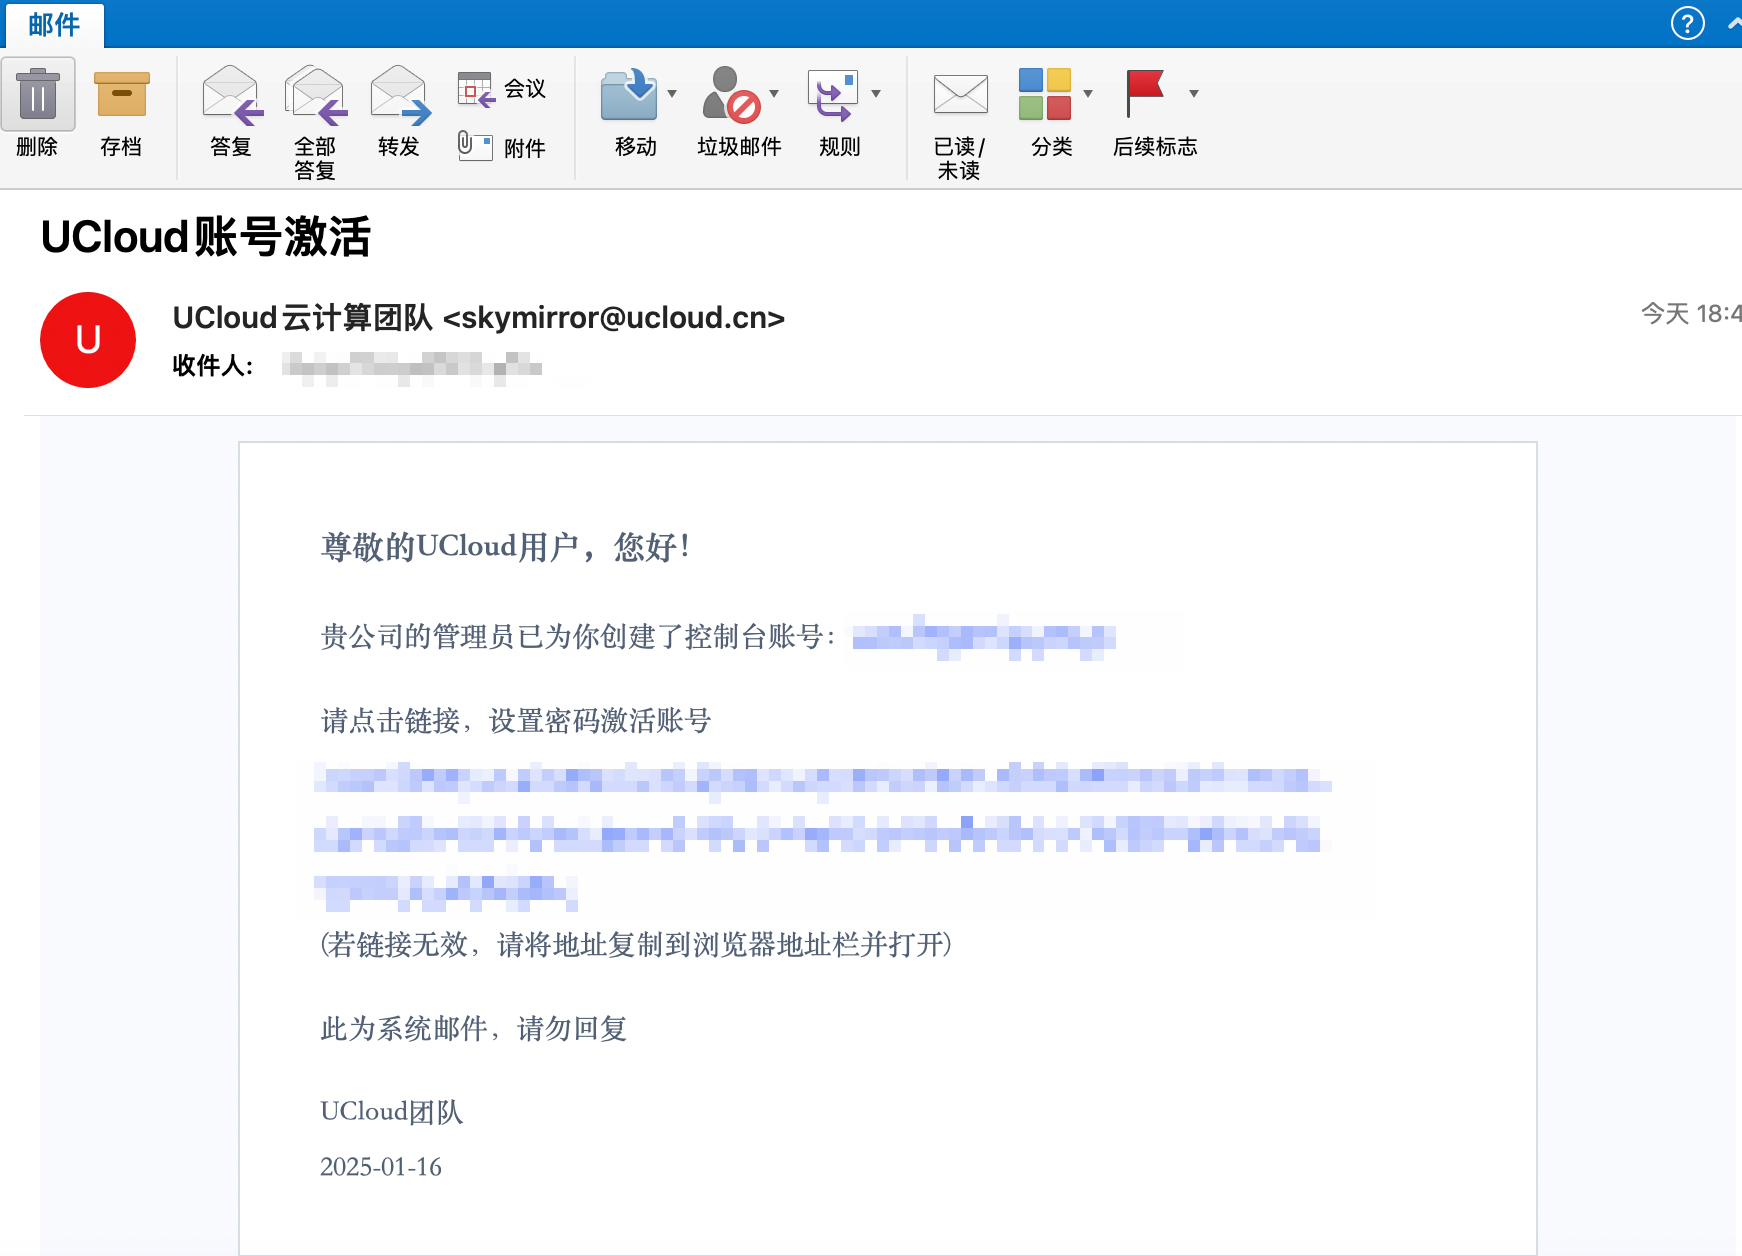 邮件
删除
存档
答复
全部
答复
转发
会议
附件
移动
垃圾邮件
规则
已读/
未读
分类
后续标志
UCloud账号激活
U
UCloud云计算团队 <skymirror@ucloud.cn>
今天 18:4
收件人:
尊敬的UCloud用户，您好！
贵公司的管理员已为你创建了控制台账号：
请点击链接，设置密码激活账号
(若链接无效，请将地址复制到浏览器地址栏并打开)
此为系统邮件，请勿回复
UCloud团队
2025-01-16